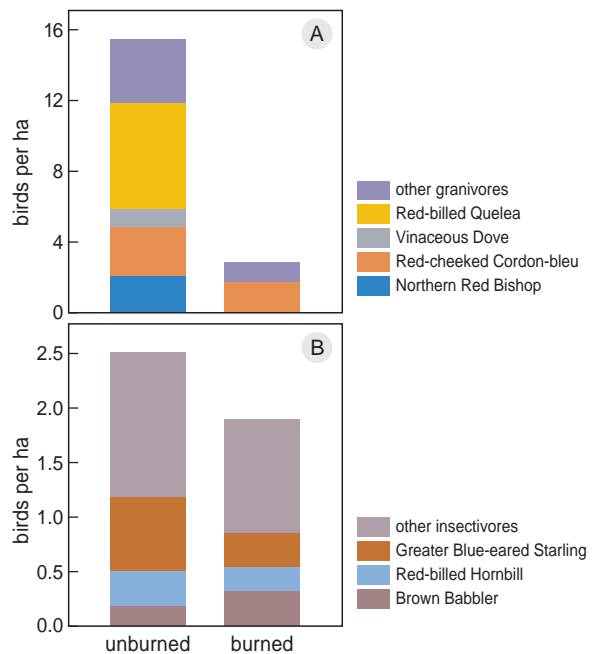 16
A
12
birds per ha
8
4
0
other granivores
Red-billed Quelea
Vinaceous Dove
Red-cheeked Cordon-bleu
Northern Red Bishop
B
2.5
2.0
birds per ha
1.5
1.0
0.5
0.0
other insectivores
Greater Blue-eared Starling
Red-billed Hornbill
Brown Babbler
unburned burned